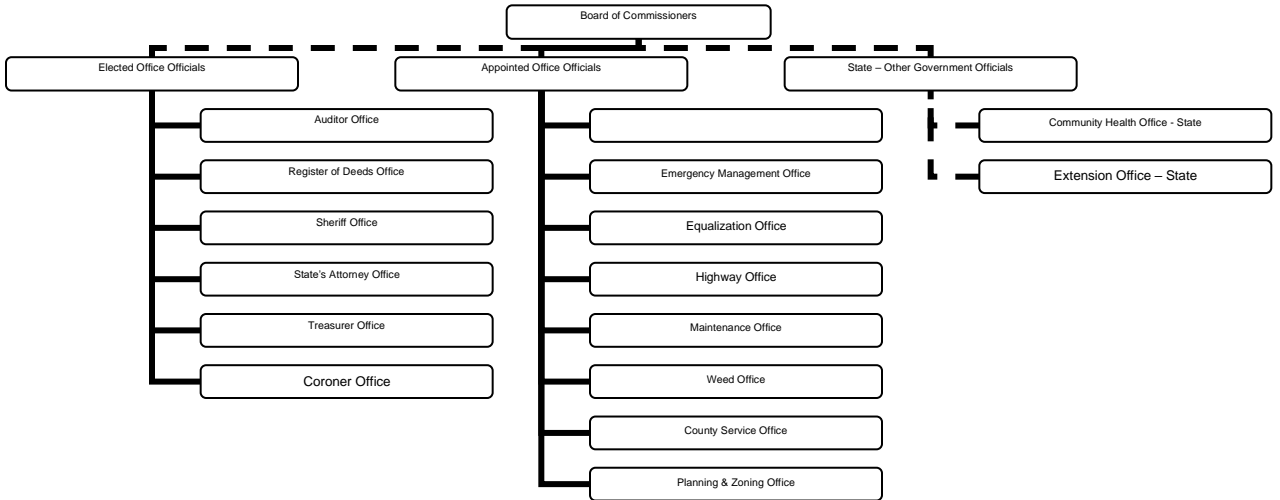 Board of Commissioners
Elected Office Officials
Appointed Office Officials
State – Other Government Officials
Auditor Office
Register of Deeds Office
Sheriff Office
State's Attorney Office
Treasurer Office
Coroner Office
Emergency Management Office
Equalization Office
Highway Office
Maintenance Office
Weed Office
County Service Office
Planning & Zoning Office
Community Health Office - State
Extension Office – State